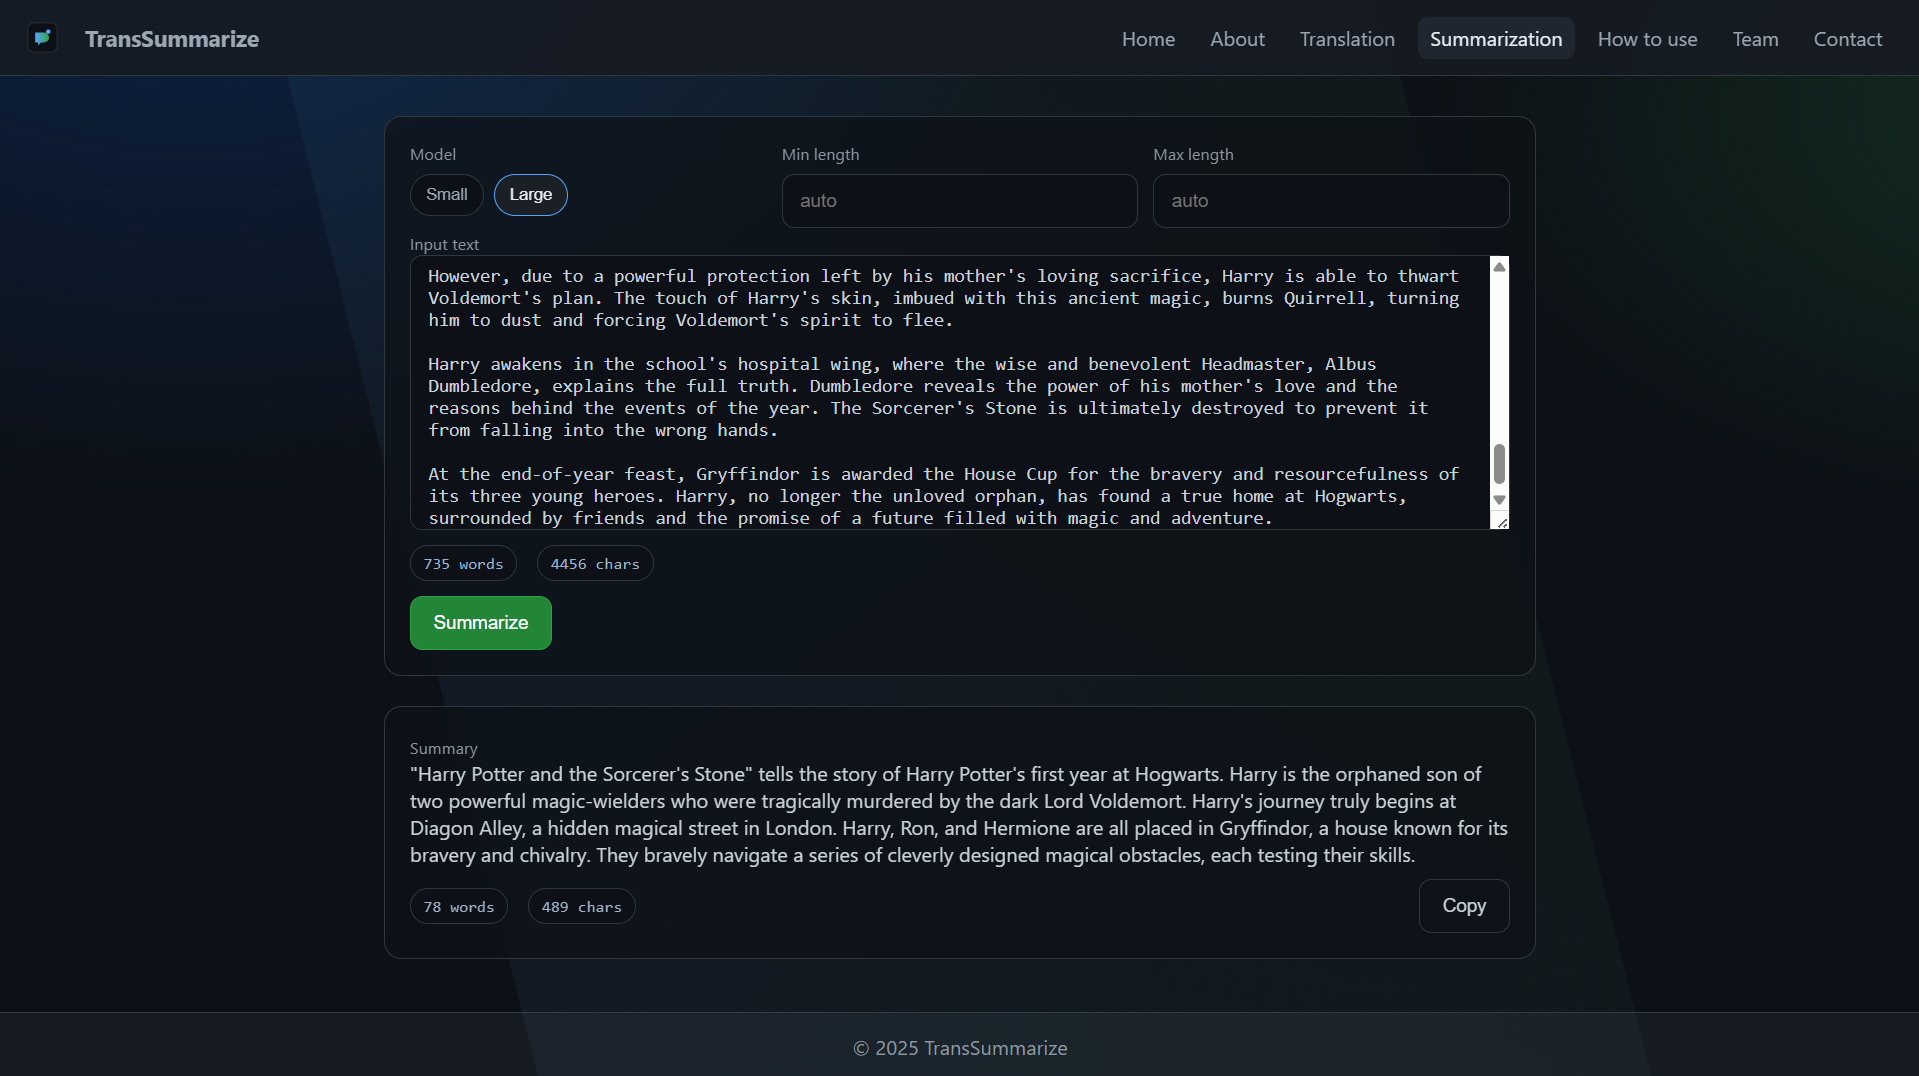 TransSummarize
Home About Translation Summarization How to use Team Contact
Model Min length Max length
Small Large auto auto
Input text
However, due to a powerful protection left by his mother's loving sacrifice, Harry is able to thwart
Voldemort's plan. The touch of Harry's skin, imbued with this ancient magic, burns Quirrell, turning
him to dust and forcing Voldemort's spirit to flee.
Harry awakens in the school's hospital wing, where the wise and benevolent Headmaster, Albus
Dumbledore, explains the full truth. Dumbledore reveals the power of his mother's love and the
reasons behind the events of the year. The Sorcerer's Stone is ultimately destroyed to prevent it
from falling into the wrong hands.
At the end-of-year feast, Gryffindor is awarded the House Cup for the bravery and resourcefulness of
its three young heroes. Harry, no longer the unloved orphan, has found a true home at Hogwarts,
surrounded by friends and the promise of a future filled with magic and adventure.
735 words 4456 chars
Summarize
Summary
"Harry Potter and the Sorcerer's Stone" tells the story of Harry Potter's first year at Hogwarts. Harry is the orphaned son of
two powerful magic-wielders who were tragically murdered by the dark Lord Voldemort. Harry's journey truly begins at
Diagon Alley, a hidden magical street in London. Harry, Ron, and Hermione are all placed in Gryffindor, a house known for its
bravery and chivalry. They bravely navigate a series of cleverly designed magical obstacles, each testing their skills.
78 words 489 chars
Copy
© 2025 TransSummarize